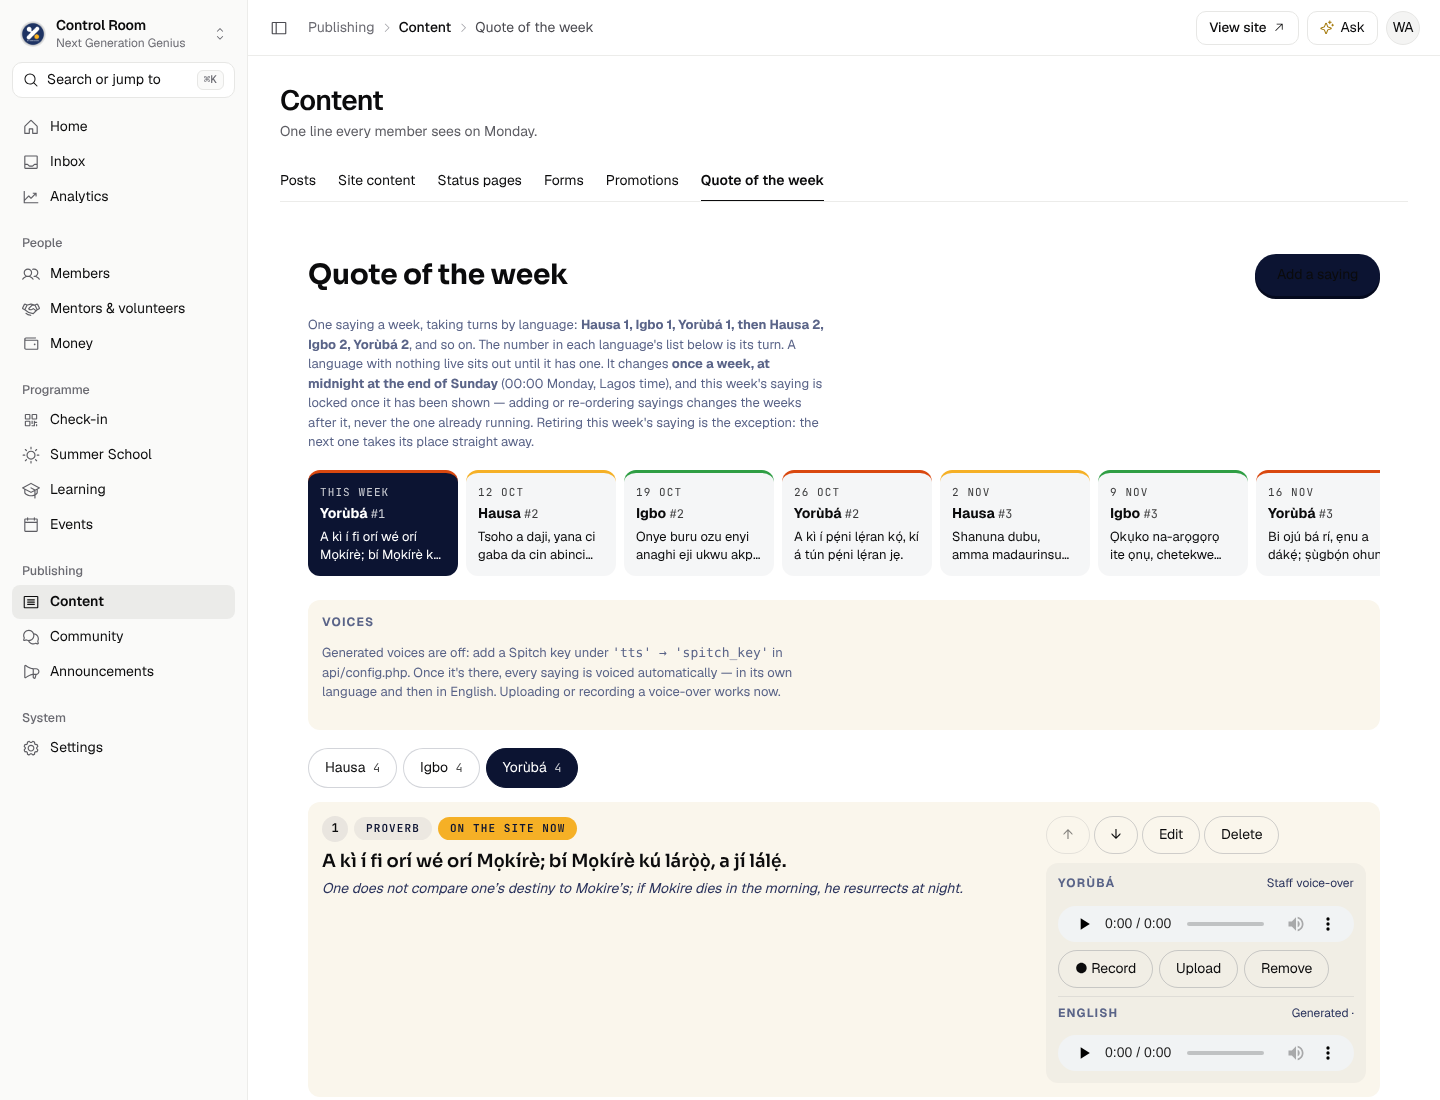 Control Room
Next Generation Genius
Search or jump to
⌘K
Home
Inbox
Analytics
People
Members
Mentors & volunteers
Money
Programme
Check-in
Summer School
Learning
Events
Publishing
Content
Community
Announcements
System
Settings
Publishing
Content
Quote of the week
View site
Ask
WA
Content
One line every member sees on Monday.
Posts
Site content
Status pages
Forms
Promotions
Quote of the week
Quote of the week
Add a saying
One saying a week, taking turns by language: Hausa 1, Igbo 1, Yorùbá 1, then Hausa 2,
Igbo 2, Yorùbá 2, and so on. The number in each language's list below is its turn. A
language with nothing live sits out until it has one. It changes once a week, at
midnight at the end of Sunday (00:00 Monday, Lagos time), and this week's saying is
locked once it has been shown — adding or re-ordering sayings changes the weeks
after it, never the one already running. Retiring this week's saying is the exception: the
next one takes its place straight away.
THIS WEEK
Yorùbá #1
A kì í fi orí wé orí
Mọkírè; bí Mọkírè k...
12 OCT
Hausa #2
Tsoho a daji, yana ci
gaba da cin abinci...
19 OCT
Igbo #2
Onye buru ozu enyi
anaghi eji ukwu akp...
26 OCT
Yorùbá #2
A kì í pẹ́ni lẹ́ran kọ́, kí
á tún pẹ́ni lẹ́ran jẹ.
2 NOV
Hausa #3
Shanuna dubu,
amma madaurinsu...
9 NOV
Igbo #3
Ọkụko na-arọgọrọ
ite ọnụ, chetekwe...
16 NOV
Yorùbá #3
Bi ojú bá rí, ẹnu a
dákẹ́; ṣùgbọ́n ohun
VOICES
Generated voices are off: add a Spitch key under 'tts' → 'spitch_key' in
api/config.php. Once it's there, every saying is voiced automatically — in its own
language and then in English. Uploading or recording a voice-over works now.
Hausa 4
Igbo 4
Yorùbá 4
1
PROVERB
ON THE SITE NOW
A kì í fi orí wé orí Mọkírè; bí Mọkírè kú lárọ̀ọ̀, a jí lálẹ́.
One does not compare one's destiny to Mokire's; if Mokire dies in the morning, he resurrects at night.
↑
↓
Edit
Delete
YORÙBÁ
Staff voice-over
0:00 / 0:00
Record
Upload
Remove
ENGLISH
Generated ·
0:00 / 0:00